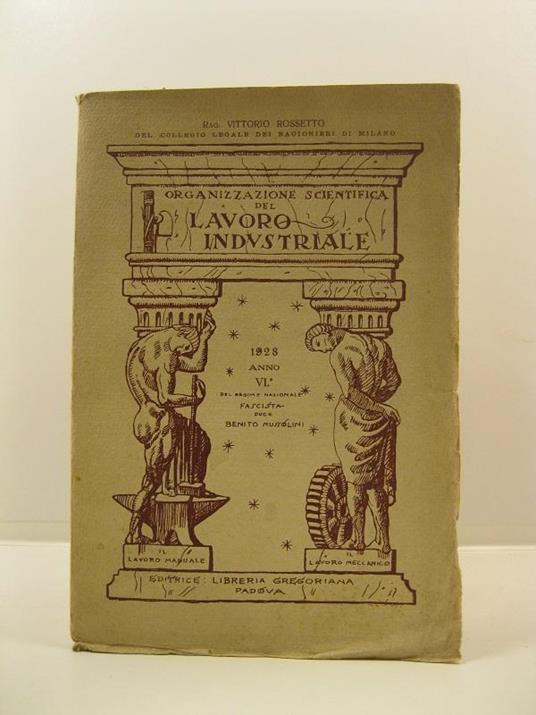 RAG. VITTORIO ROSSETTO
DEL COLLEGIO LEGALE DEI RAGIONIERI DI MILANO
ORGANIZZAZIONE SCIENTIFICA
DEL
LAVORO
INDVSTRIALE
1928
ANNO
VI.º
DEL REGIME NAZIONALE
FASCISTA
DUCE
BENITO MUSSOLINI
IL
LAVORO MANUALE
IL
LAVORO MECCANICO
EDITRICE: LIBRERIA GREGORIANA
PADOVA